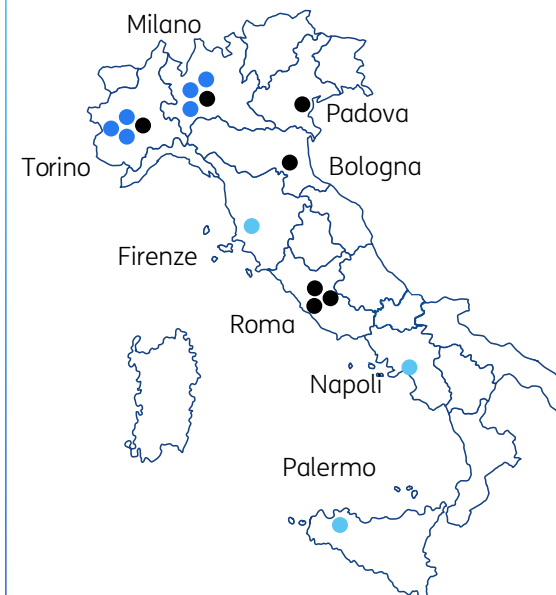 Milano
Padova
Torino
Bologna
Firenze
Roma
Napoli
Palermo